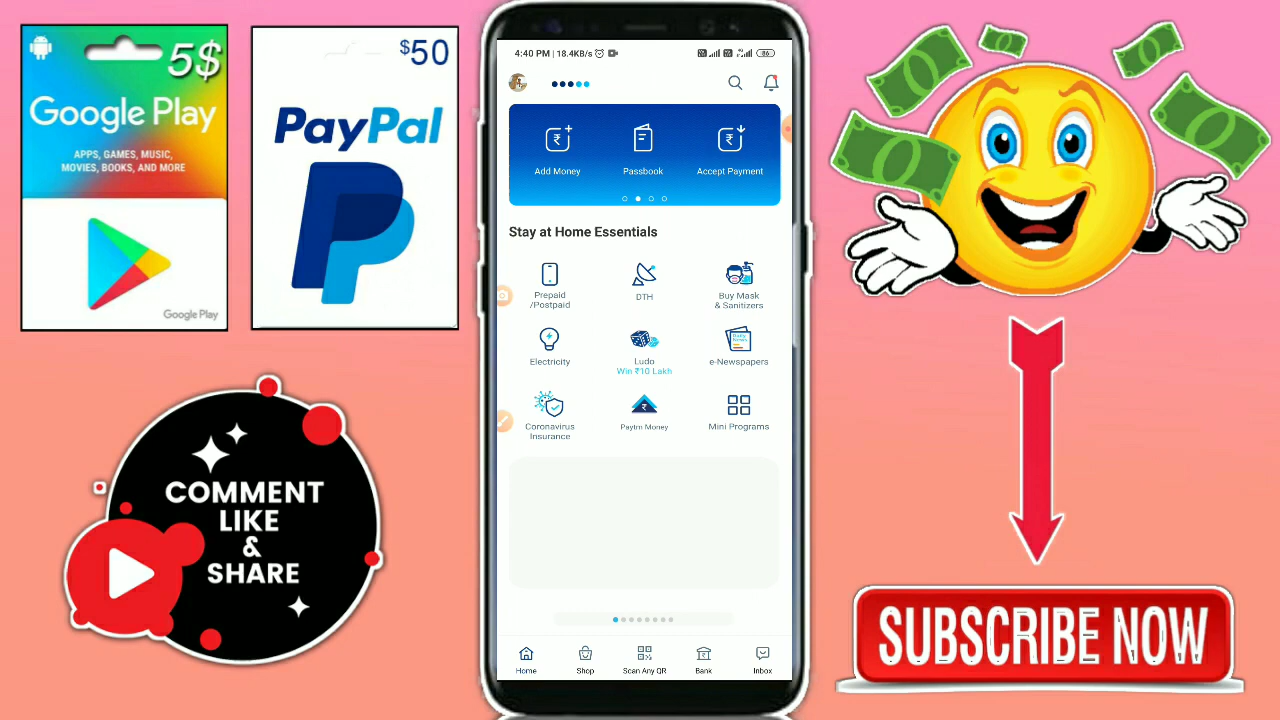 5$
Google Play
APPS, GAMES, MUSIC,
MOVIES, BOOKS, AND MORE
Google Play
$50
PayPal
COMMENT
LIKE
&
SHARE
4:40 PM | 18.4KB/s
86
Add Money
Passbook
Accept Payment
Stay at Home Essentials
Prepaid
/Postpaid
DTH
Buy Mask
& Sanitizers
Electricity
Ludo
Win ₹10 Lakh
e-Newspapers
Coronavirus
Insurance
Paytm Money
Mini Programs
Home
Shop
Scan Any QR
Bank
Inbox
SUBSCRIBE NOW